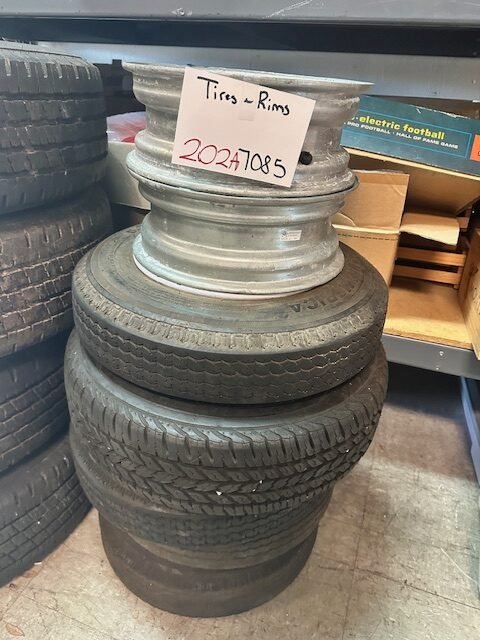 Tires & Rims
202A7085
electric football
PRO FOOTBALL HALL OF FAME GAME